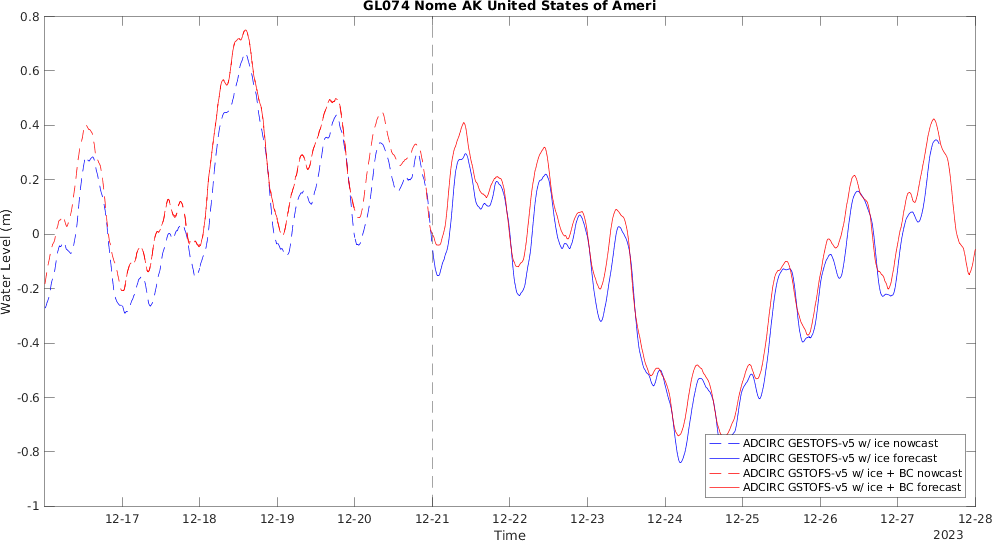 GL074 Nome AK United States of Ameri
0.8
0.6
0.4
0.2
0
-0.2
-0.4
-0.6
-0.8
-1
Water Level (m)
ADCIRC GESTOFS-v5 w/ ice nowcast
ADCIRC GESTOFS-v5 w/ ice forecast
ADCIRC GSTOFS-v5 w/ ice + BC nowcast
ADCIRC GSTOFS-v5 w/ ice + BC forecast
12-17 12-18 12-19 12-20 12-21 12-22 12-23 12-24 12-25 12-26 12-27 12-28
Time
2023